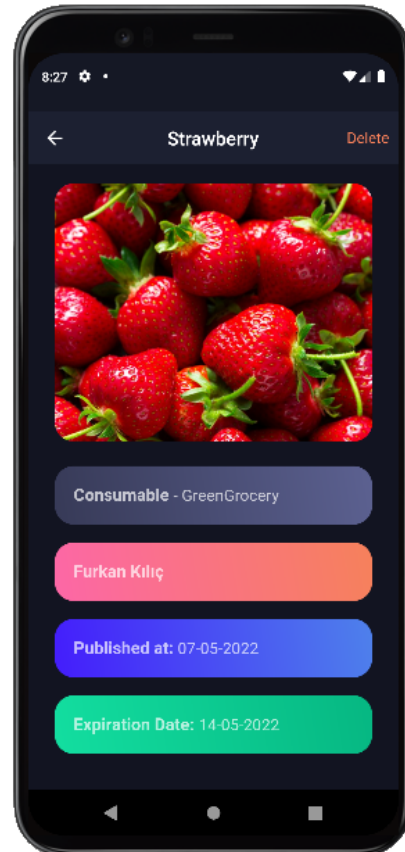 8:27
Strawberry
Delete
Consumable - GreenGrocery
Furkan Kılıç
Published at: 07-05-2022
Expiration Date: 14-05-2022